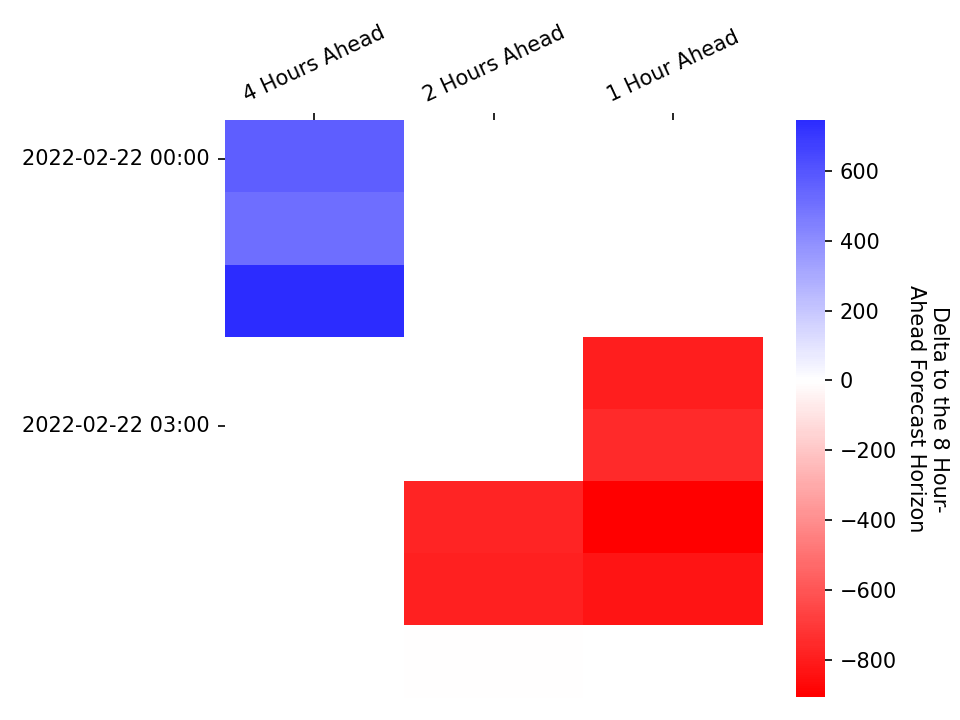 4 Hours Ahead
2 Hours Ahead
1 Hour Ahead
2022-02-22 00:00
2022-02-22 03:00
600
400
200
0
−200
−400
−600
−800
Delta to the 8 Hour-
Ahead Forecast Horizon